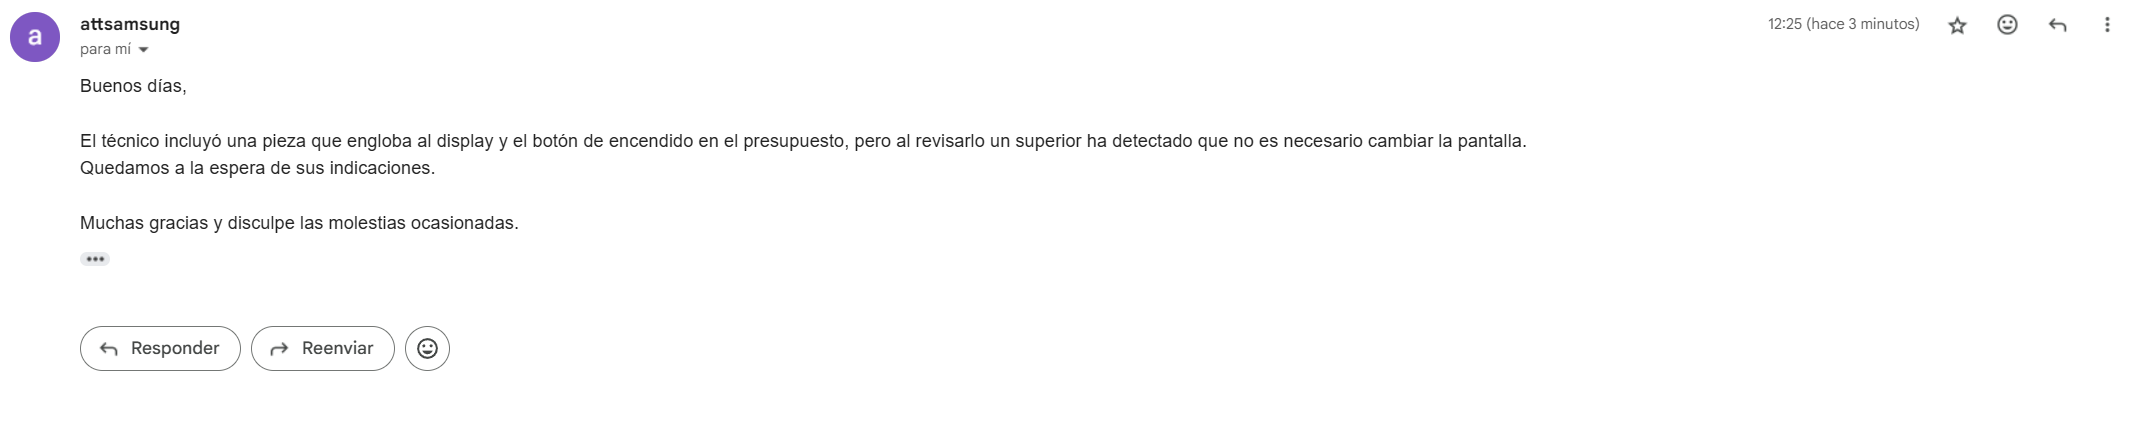 a
attsamsung
12:25 (hace 3 minutos)
para mí
Buenos días,
El técnico incluyó una pieza que engloba al display y el botón de encendido en el presupuesto, pero al revisarlo un superior ha detectado que no es necesario cambiar la pantalla.
Quedamos a la espera de sus indicaciones.
Muchas gracias y disculpe las molestias ocasionadas.
Responder
Reenviar